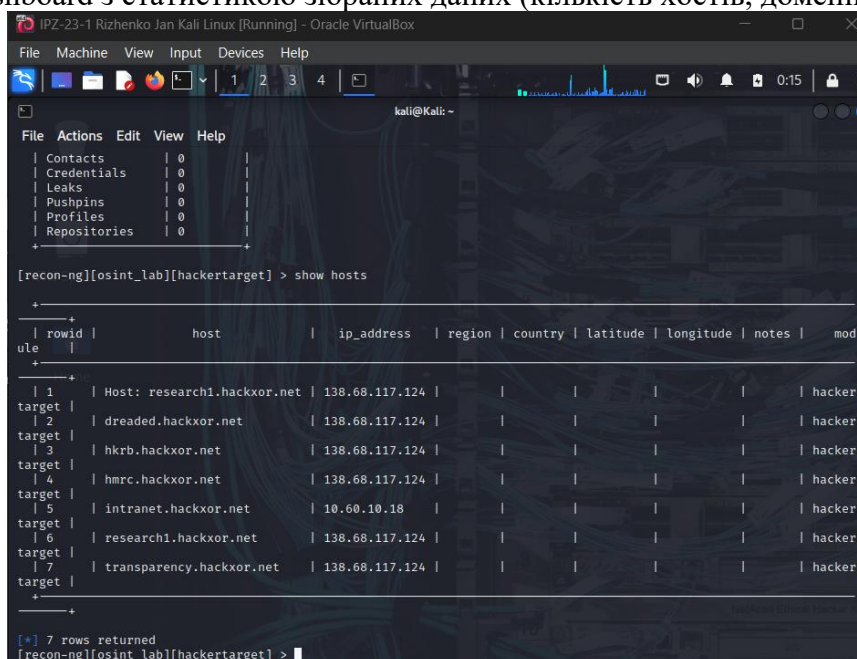 dashboard з статистикою зібраних даних (кількість хостів, доменів
IPZ-23-1 Rizhenko Jan Kali Linux [Running] - Oracle VirtualBox
File Machine View Input Devices Help
1 2 3 4 0:15
kali@Kali: ~
File Actions Edit View Help
| Contacts | 0 |
| Credentials | 0 |
| Leaks | 0 |
| Pushpins | 0 |
| Profiles | 0 |
| Repositories | 0 |
[recon-ng][osint_lab][hackertarget] > show hosts
| rowid | host | ip_address | region | country | latitude | longitude | notes | mod
ule |
| 1 | Host: research1.hackxor.net | 138.68.117.124 | | | | | | hacker
target |
| 2 | dreaded.hackxor.net | 138.68.117.124 | | | | | | hacker
target |
| 3 | hkrb.hackxor.net | 138.68.117.124 | | | | | | hacker
target |
| 4 | hmrc.hackxor.net | 138.68.117.124 | | | | | | hacker
target |
| 5 | intranet.hackxor.net | 10.60.10.18 | | | | | | hacker
target |
| 6 | research1.hackxor.net | 138.68.117.124 | | | | | | hacker
target |
| 7 | transparency.hackxor.net | 138.68.117.124 | | | | | | hacker
target |
[*] 7 rows returned
[recon-ng][osint_lab][hackertarget] >